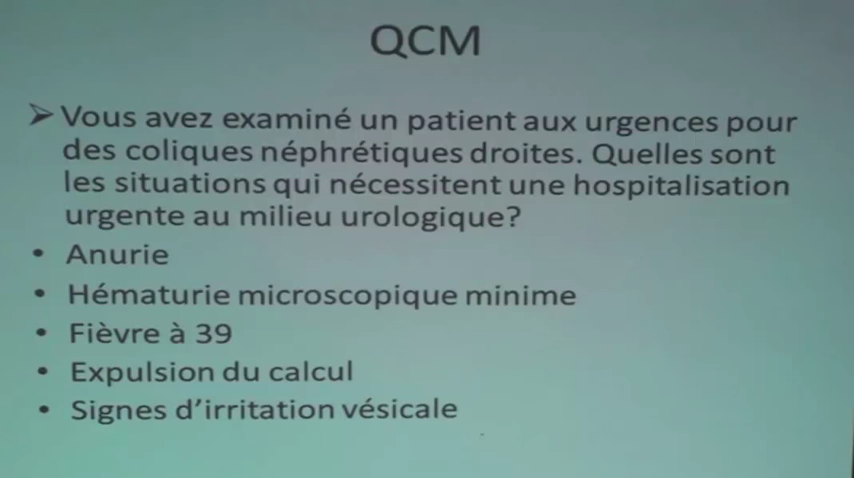 QCM
➢ Vous avez examiné un patient aux urgences pour
des coliques néphrétiques droites. Quelles sont
les situations qui nécessitent une hospitalisation
urgente au milieu urologique?
• Anurie
• Hématurie microscopique minime
• Fièvre à 39
• Expulsion du calcul
• Signes d'irritation vésicale